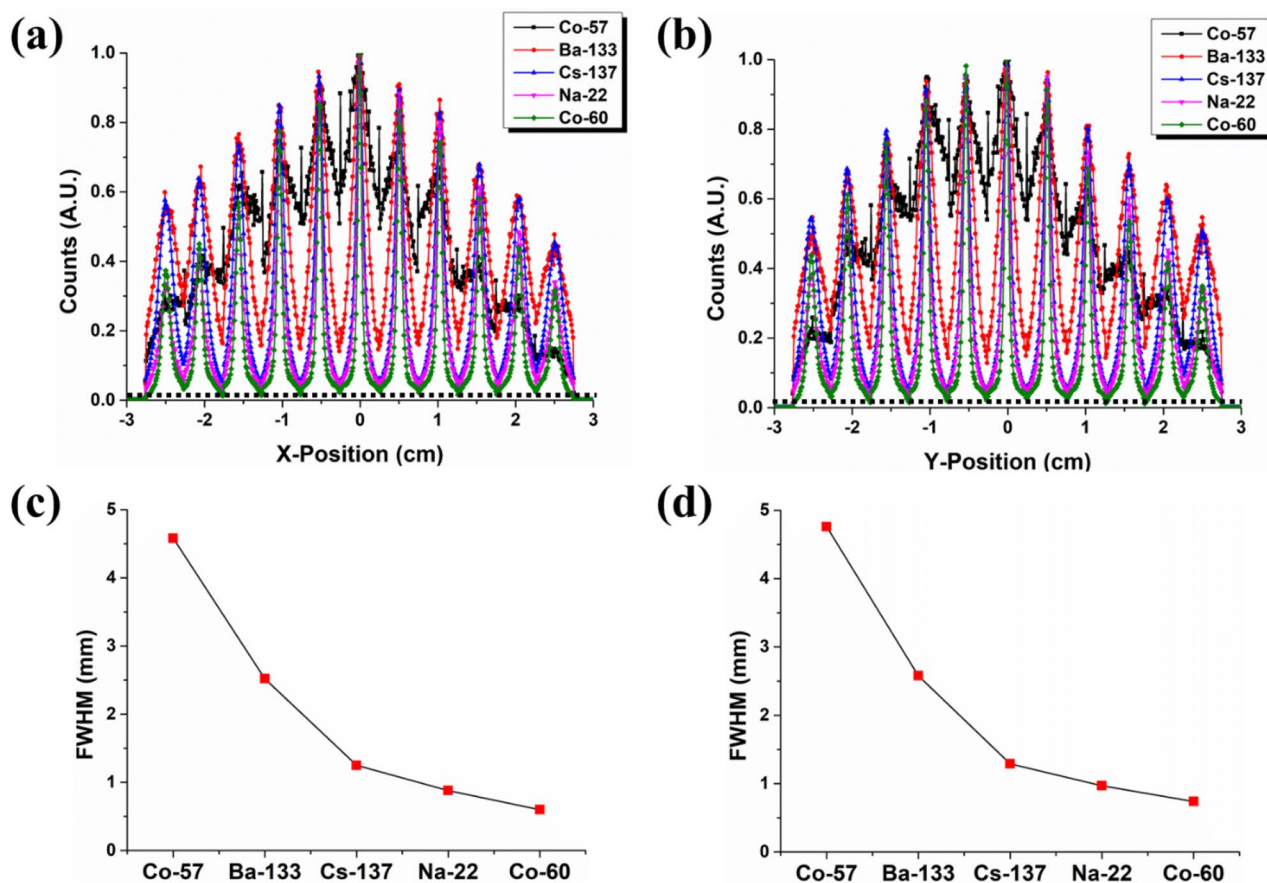 (a)
Co-57
Ba-133
Cs-137
Na-22
Co-60
1.0
0.8
0.6
0.4
0.2
0.0
Counts (A.U.)
-3 -2 -1 0 1 2 3
X-Position (cm)
(b)
Co-57
Ba-133
Cs-137
Na-22
Co-60
1.0
0.8
0.6
0.4
0.2
0.0
Counts (A.U.)
-3 -2 -1 0 1 2 3
Y-Position (cm)
(c)
5
4
3
2
1
0
FWHM (mm)
Co-57 Ba-133 Cs-137 Na-22 Co-60
(d)
5
4
3
2
1
0
FWHM (mm)
Co-57 Ba-133 Cs-137 Na-22 Co-60